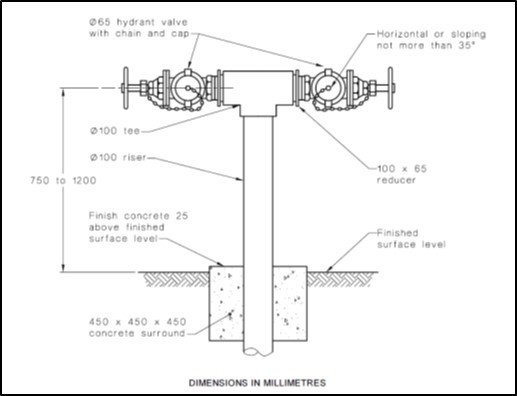 Ø65 hydrant valve
with chain and cap
Horizontal or sloping
not more than 35°
Ø100 tee
Ø100 riser
100 x 65
reducer
750 to 1200
Finish concrete 25
above finished
surface level
Finished
surface level
450 x 450 x 450
concrete surround
DIMENSIONS IN MILLIMETRES